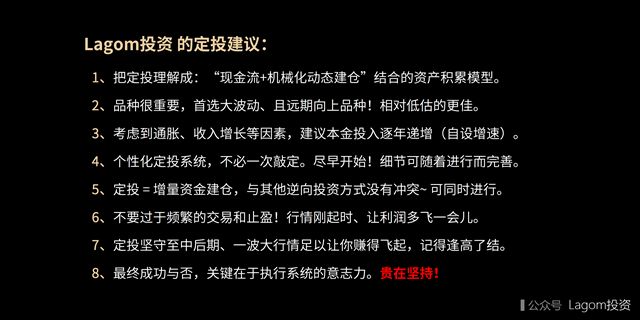 Lagom投资 的定投建议：
1、把定投理解成：“现金流+机械化动态建仓”结合的资产积累模型。
2、品种很重要，首选大波动、且远期向上品种！相对低估的更佳。
3、考虑到通胀、收入增长等因素，建议本金投入逐年递增（自设增速）。
4、个性化定投系统，不必一次敲定。尽早开始！细节可随着进行而完善。
5、定投 = 增量资金建仓，与其他逆向投资方式没有冲突~ 可同时进行。
6、不要过于频繁的交易和止盈！行情刚起时、让利润多飞一会儿。
7、定投坚守至中后期、一波大行情足以让你赚得飞起，记得逢高了结。
8、最终成功与否，关键在于执行系统的意志力。贵在坚持！
公众号 Lagom投资